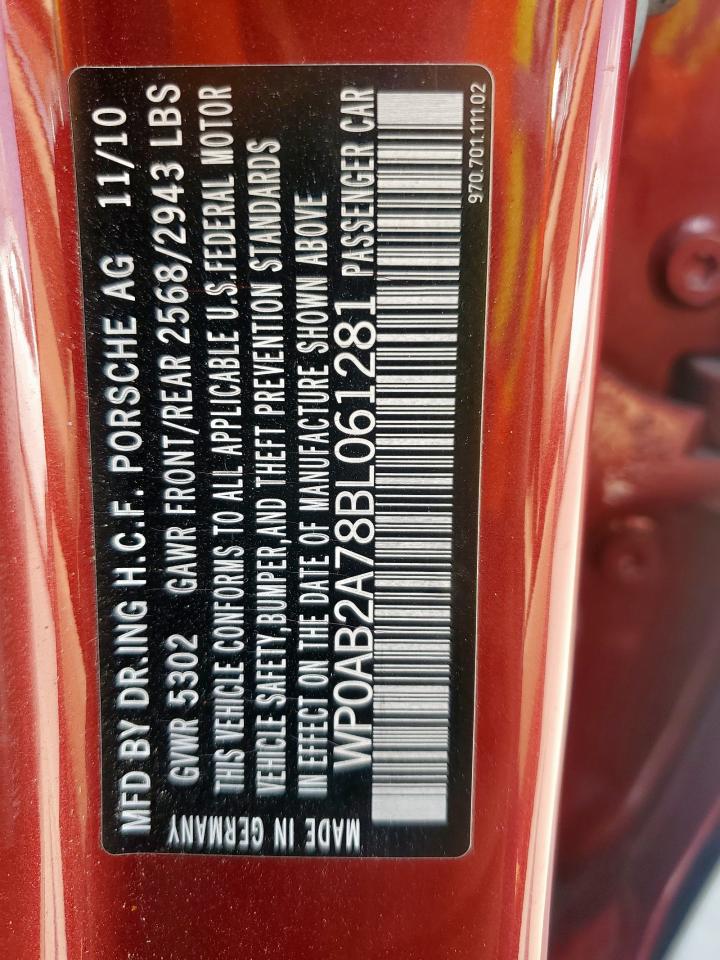 MFD BY DR.ING H.C.F. PORSCHE AG 11/10
GVWR 5302 GAWR FRONT/REAR 2568/2943 LBS
THIS VEHICLE CONFORMS TO ALL APPLICABLE U.S.FEDERAL MOTOR
VEHICLE SAFETY,BUMPER,AND THEFT PREVENTION STANDARDS
IN EFFECT ON THE DATE OF MANUFACTURE SHOWN ABOVE
WP0AB2A78BL061281 PASSENGER CAR
970.701.111.02
MADE IN GERMANY